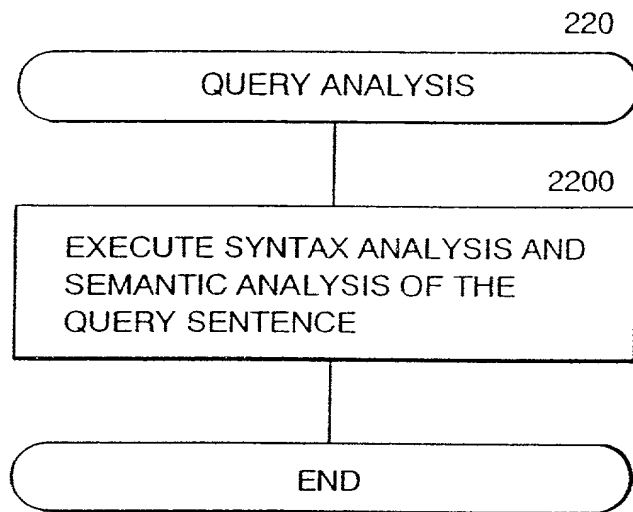 220
QUERY ANALYSIS
2200
EXECUTE SYNTAX ANALYSIS AND
SEMANTIC ANALYSIS OF THE
QUERY SENTENCE
END